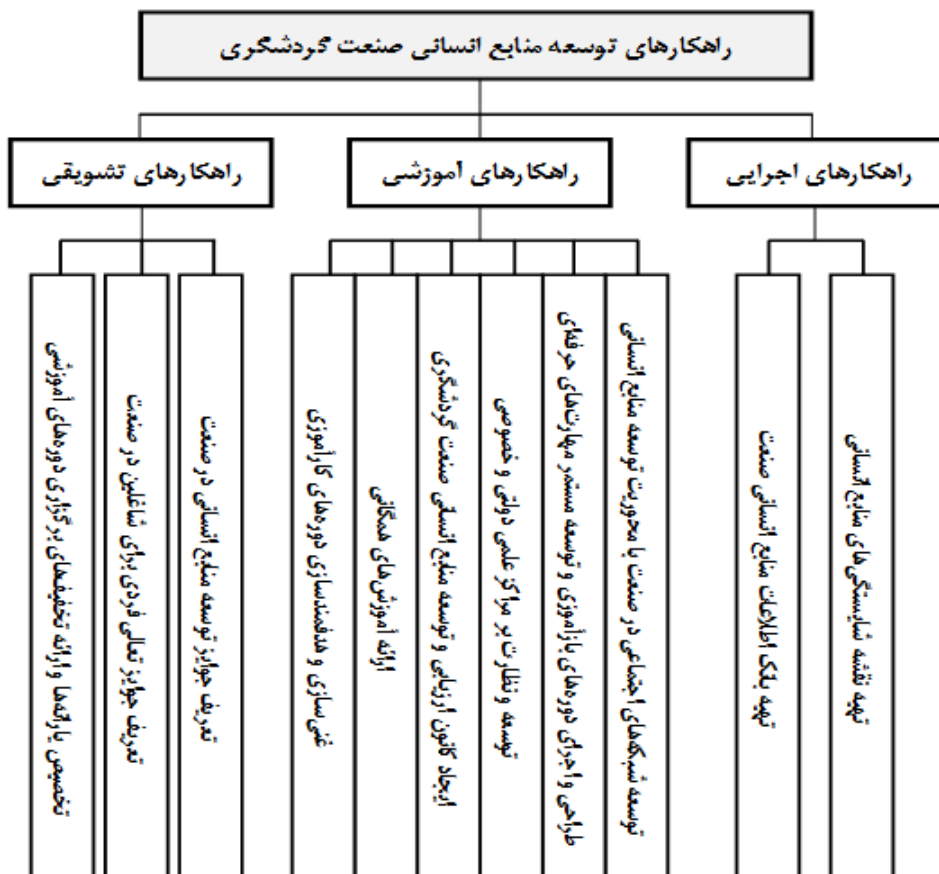 راهکارهای توسعه منابع انسانی صنعت گردشگری
راهکارهای اجرایی
راهکارهای آموزشی
راهکارهای تشویقی
تهیه نقشه شایستگی‌های منابع انسانی
تهیه بانک اطلاعات منابع انسانی صنعت
توسعه شبکه‌های اجتماعی در صنعت با محوریت توسعه منابع انسانی
طراحی و اجرای دوره‌های بازآموزی و توسعه مستمر مهارت‌های حرفه‌ای
توسعه و نظارت بر مراکز علمی دولتی و خصوصی
ایجاد کانون ارزیابی و توسعه منابع انسانی صنعت گردشگری
ارائه آموزش‌های همگانی
غنی‌سازی و هدفمندسازی دوره‌های کارآموزی
تعریف جوایز توسعه منابع انسانی در صنعت
تعریف جوایز تعالی فردی برای شاغلین در صنعت
تخصیص یارانه‌ها و ارائه تخفیف‌های برگزاری دوره‌های آموزشی